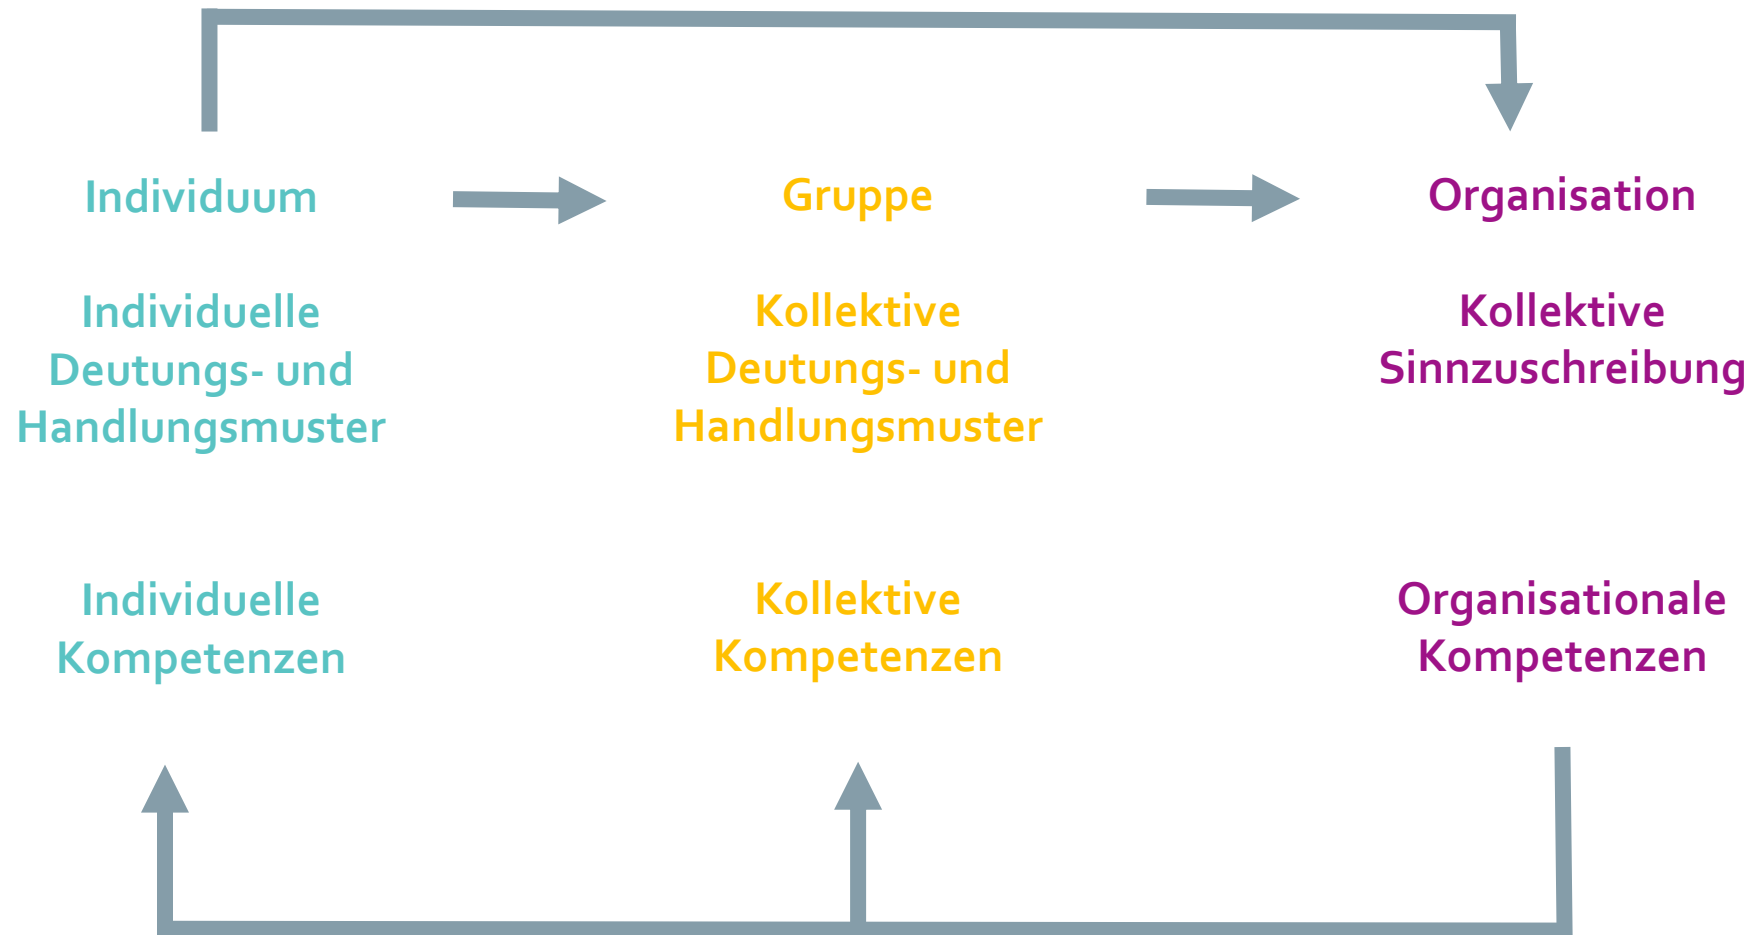 Individuum
Gruppe
Organisation
Individuelle
Deutungs- und
Handlungsmuster
Kollektive
Deutungs- und
Handlungsmuster
Kollektive
Sinnzuschreibung
Individuelle
Kompetenzen
Kollektive
Kompetenzen
Organisationale
Kompetenzen